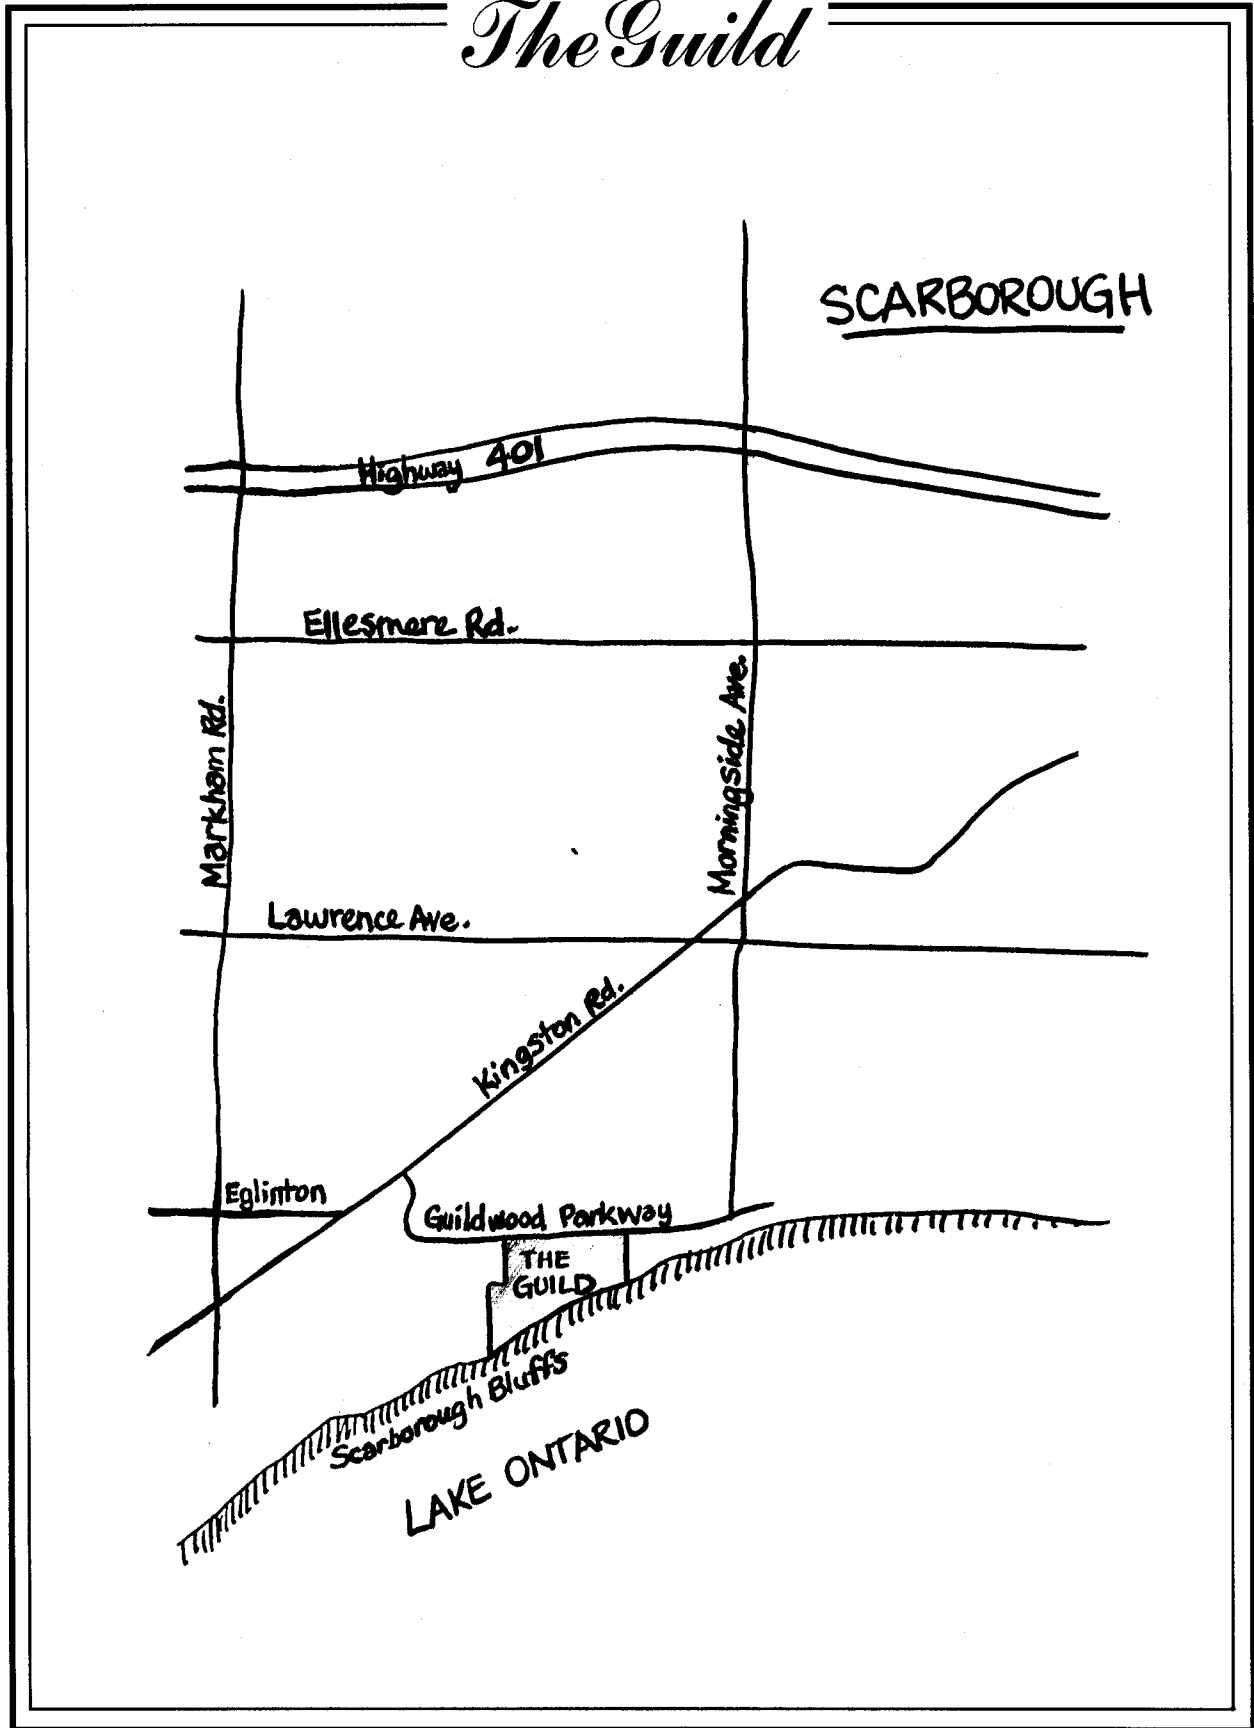 The Guild
SCARBOROUGH
Highway 401
Ellesmere Rd.
Markham Rd.
Morningside Ave.
Lawrence Ave.
Kingston Rd.
Eglinton
Guildwood Parkway
THE
GUILD
Scarborough Bluffs
LAKE ONTARIO